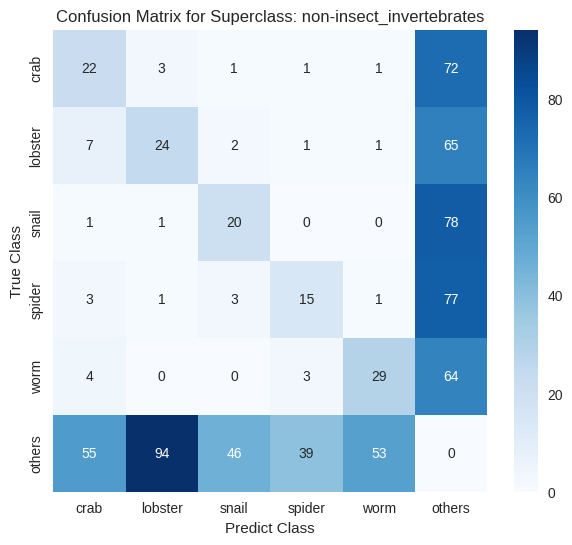 Confusion Matrix for Superclass: non-insect_invertebrates
True Class
crab 22 3 1 1 1 72
lobster 7 24 2 1 1 65
snail 1 1 20 0 0 78
spider 3 1 3 15 1 77
worm 4 0 0 3 29 64
others 55 94 46 39 53 0
crab lobster snail spider worm others
Predict Class
80
60
40
20
0